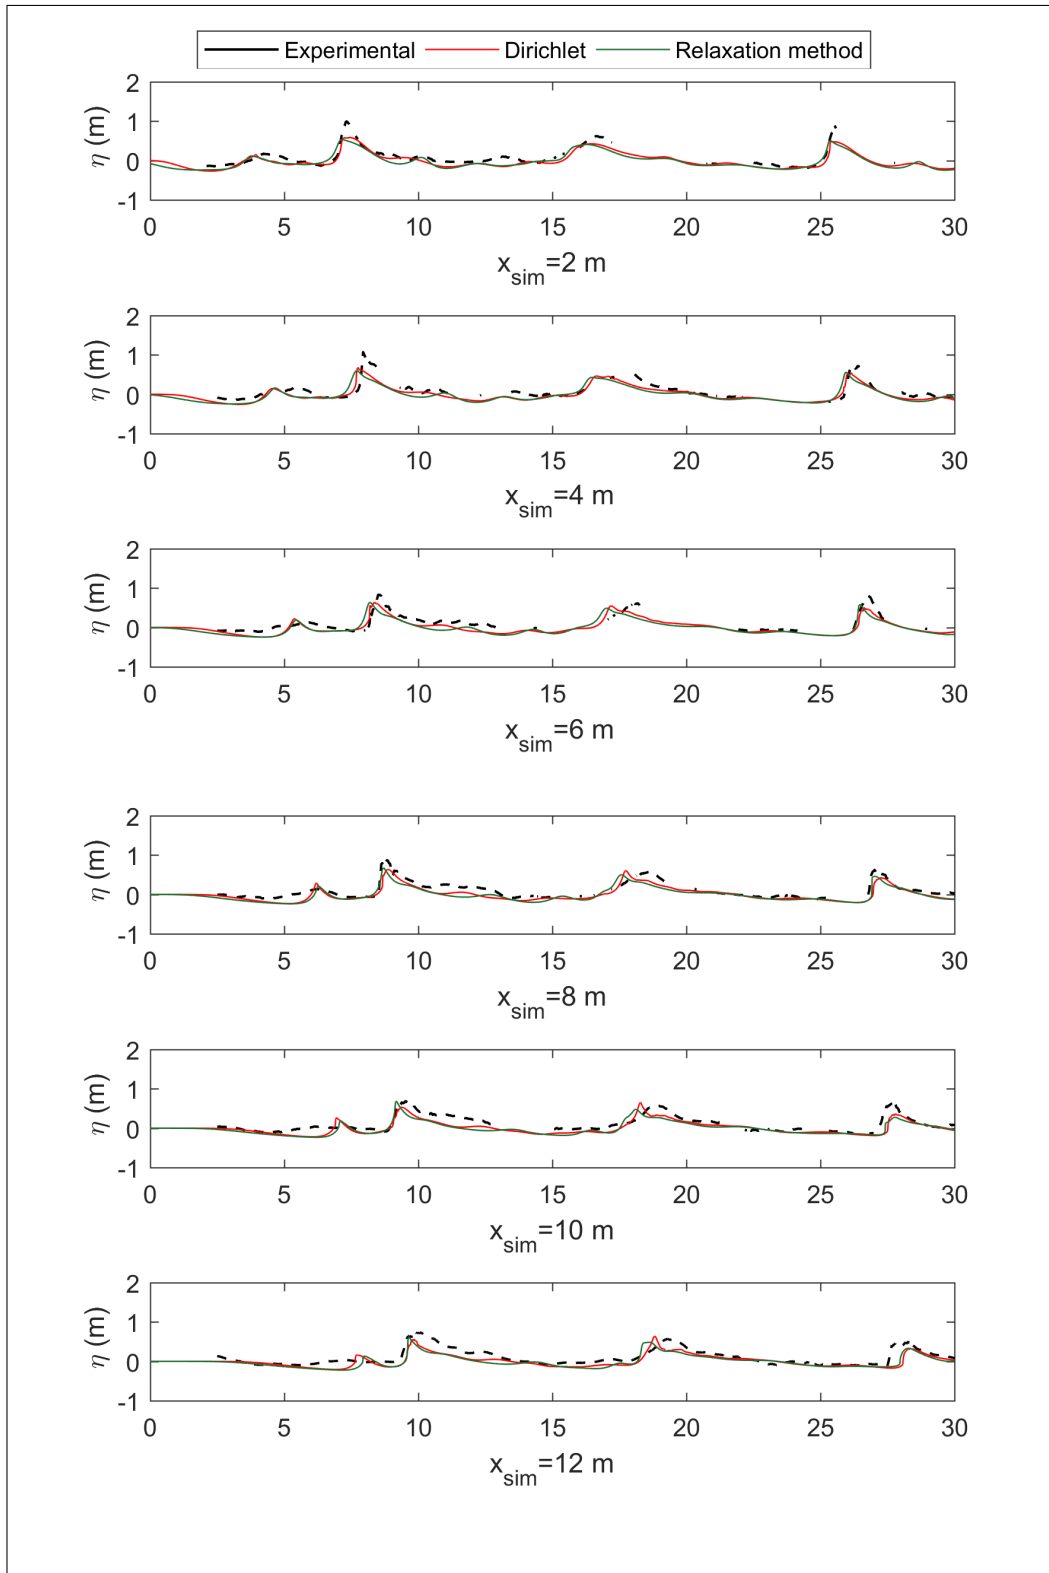 Experimental Dirichlet Relaxation method
2
1
0
-1
η (m)
0 5 10 15 20 25 30
x_sim=2 m
2
1
0
-1
η (m)
0 5 10 15 20 25 30
x_sim=4 m
2
1
0
-1
η (m)
0 5 10 15 20 25 30
x_sim=6 m
2
1
0
-1
η (m)
0 5 10 15 20 25 30
x_sim=8 m
2
1
0
-1
η (m)
0 5 10 15 20 25 30
x_sim=10 m
2
1
0
-1
η (m)
0 5 10 15 20 25 30
x_sim=12 m